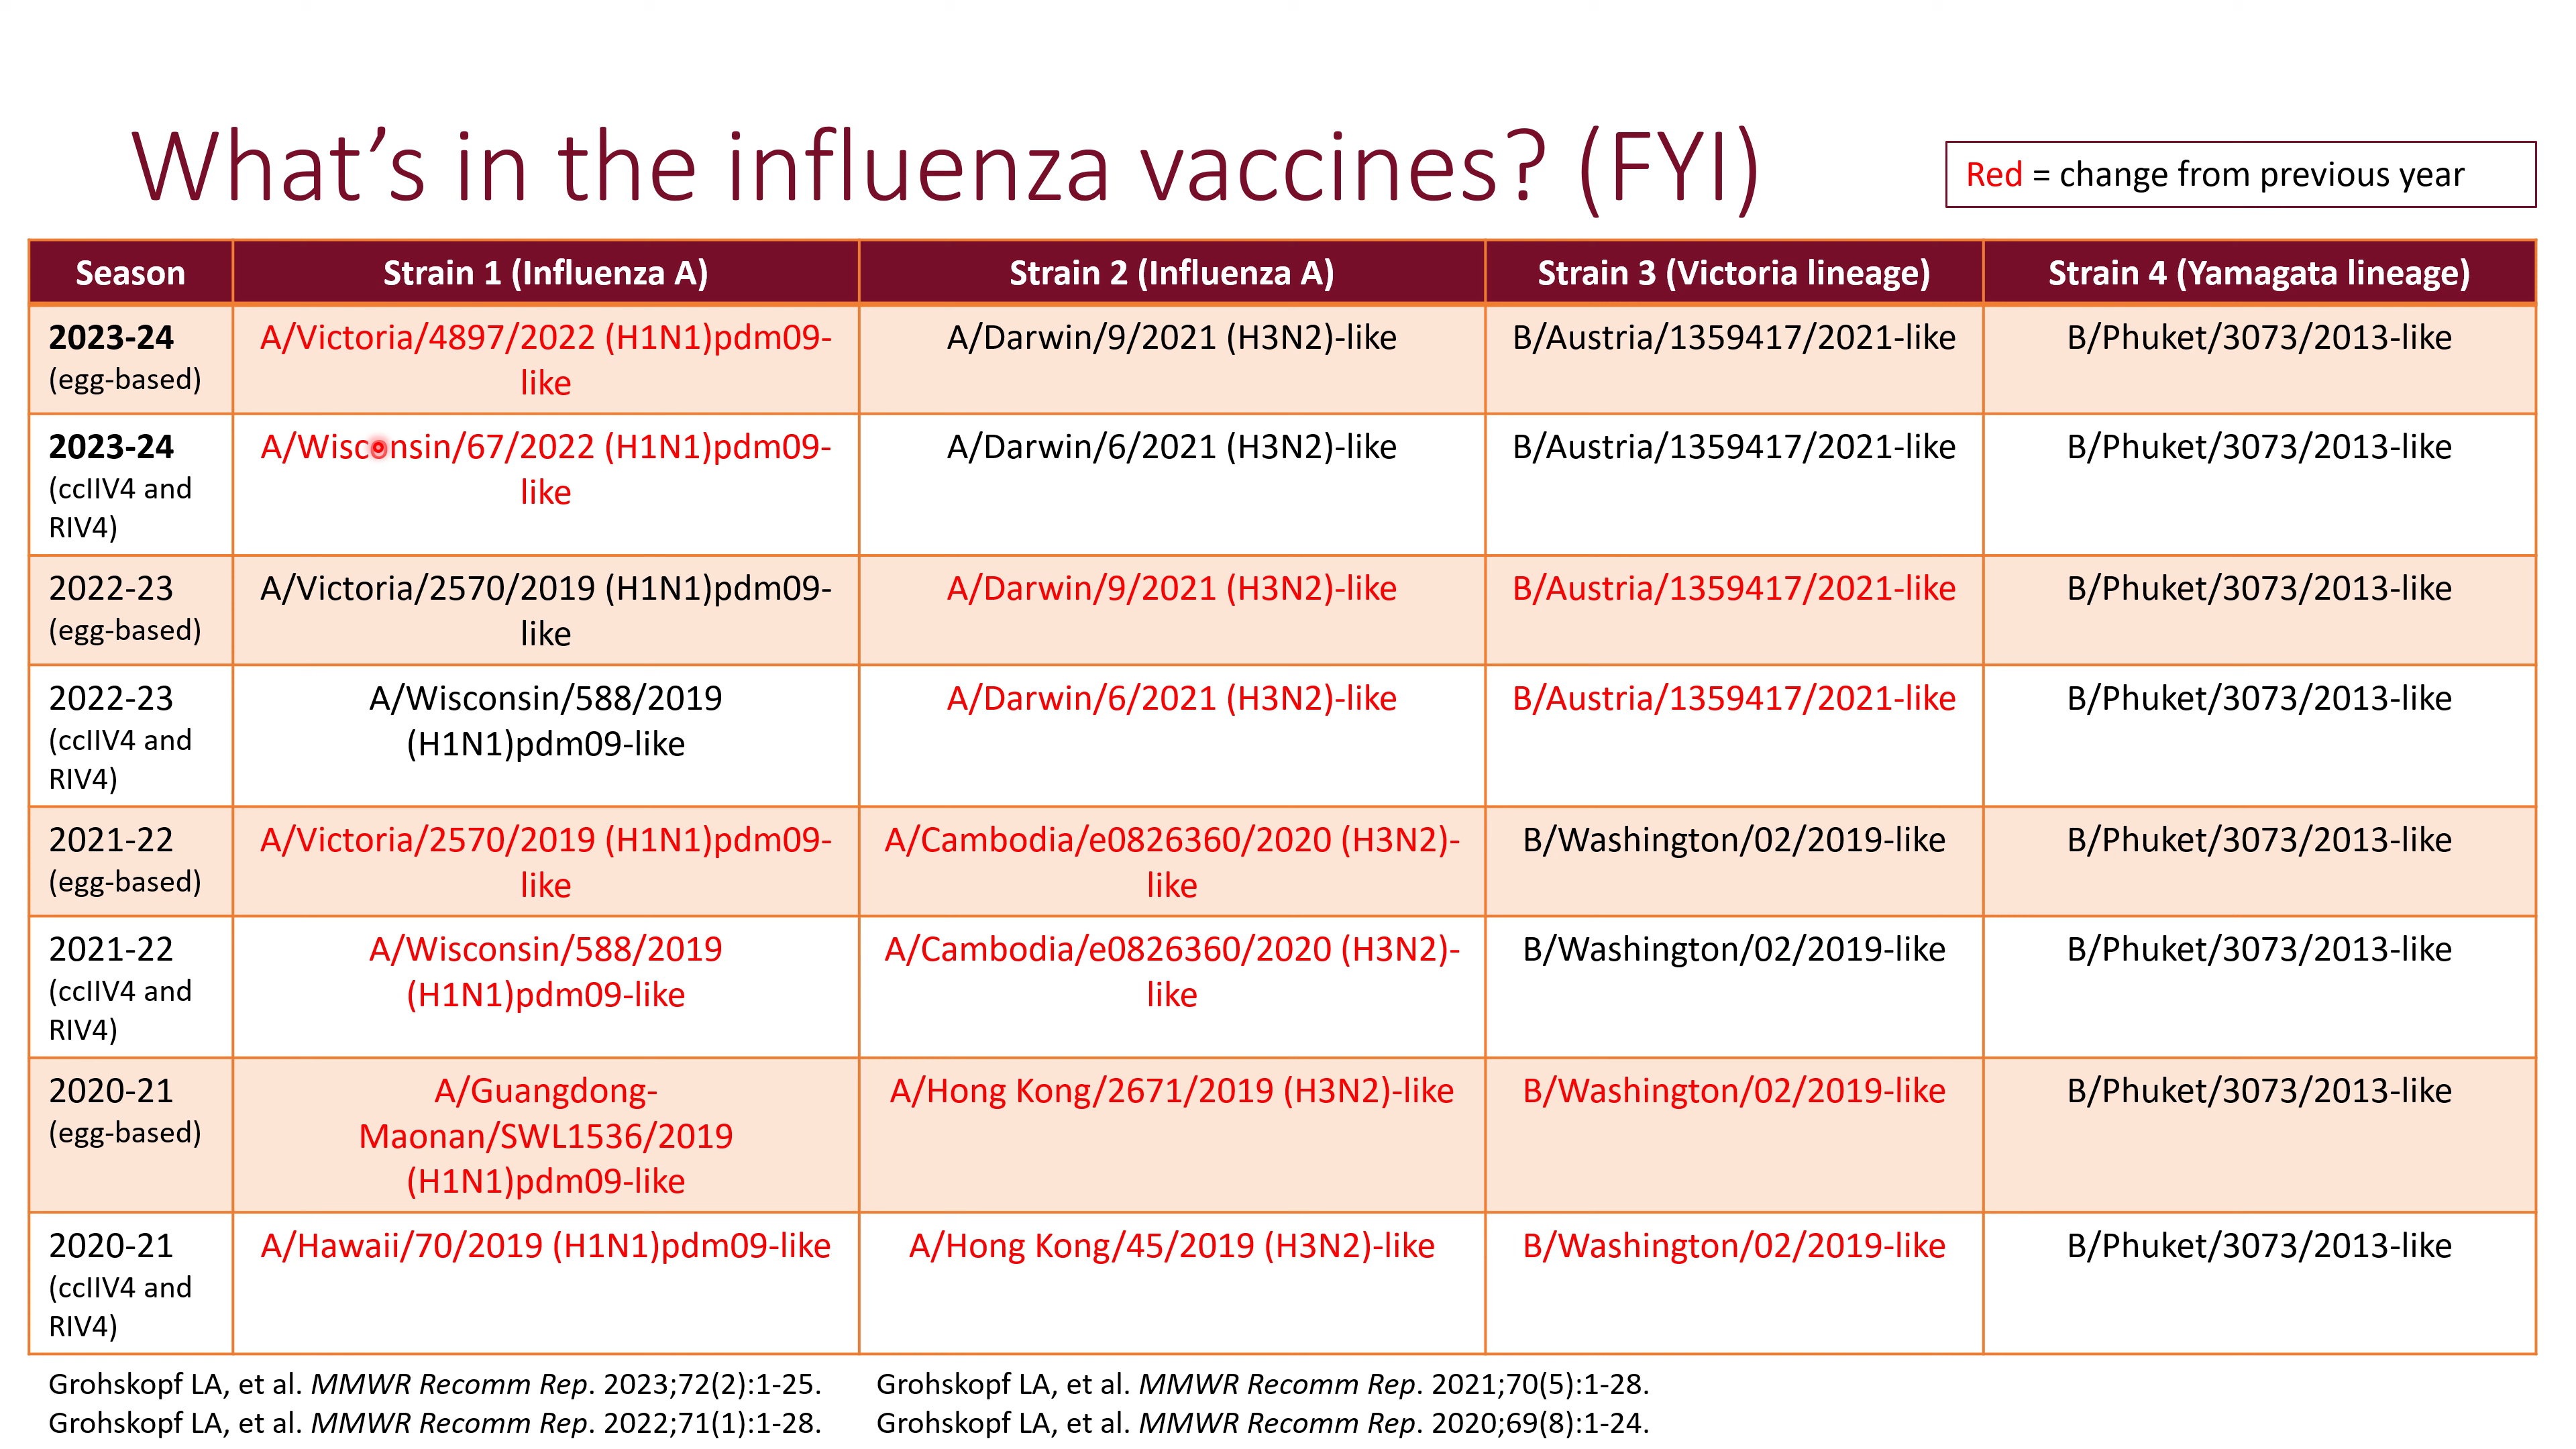 What's in the influenza vaccines? (FYI)
Red = change from previous year
Season Strain 1 (Influenza A) Strain 2 (Influenza A) Strain 3 (Victoria lineage) Strain 4 (Yamagata lineage)
2023-24 A/Victoria/4897/2022 (H1N1)pdm09- A/Darwin/9/2021 (H3N2)-like B/Austria/1359417/2021-like B/Phuket/3073/2013-like
(egg-based) like
2023-24 A/Wisconsin/67/2022 (H1N1)pdm09- A/Darwin/6/2021 (H3N2)-like B/Austria/1359417/2021-like B/Phuket/3073/2013-like
(ccIIV4 and like
RIV4)
2022-23 A/Victoria/2570/2019 (H1N1)pdm09- A/Darwin/9/2021 (H3N2)-like B/Austria/1359417/2021-like B/Phuket/3073/2013-like
(egg-based) like
2022-23 A/Wisconsin/588/2019 A/Darwin/6/2021 (H3N2)-like B/Austria/1359417/2021-like B/Phuket/3073/2013-like
(ccIIV4 and (H1N1)pdm09-like
RIV4)
2021-22 A/Victoria/2570/2019 (H1N1)pdm09- A/Cambodia/e0826360/2020 (H3N2)- B/Washington/02/2019-like B/Phuket/3073/2013-like
(egg-based) like like
2021-22 A/Wisconsin/588/2019 A/Cambodia/e0826360/2020 (H3N2)- B/Washington/02/2019-like B/Phuket/3073/2013-like
(ccIIV4 and (H1N1)pdm09-like like
RIV4)
2020-21 A/Guangdong- A/Hong Kong/2671/2019 (H3N2)-like B/Washington/02/2019-like B/Phuket/3073/2013-like
(egg-based) Maonan/SWL1536/2019
(H1N1)pdm09-like
2020-21 A/Hawaii/70/2019 (H1N1)pdm09-like A/Hong Kong/45/2019 (H3N2)-like B/Washington/02/2019-like B/Phuket/3073/2013-like
(ccIIV4 and
RIV4)
Grohskopf LA, et al. MMWR Recomm Rep. 2023;72(2):1-25. Grohskopf LA, et al. MMWR Recomm Rep. 2021;70(5):1-28.
Grohskopf LA, et al. MMWR Recomm Rep. 2022;71(1):1-28. Grohskopf LA, et al. MMWR Recomm Rep. 2020;69(8):1-24.